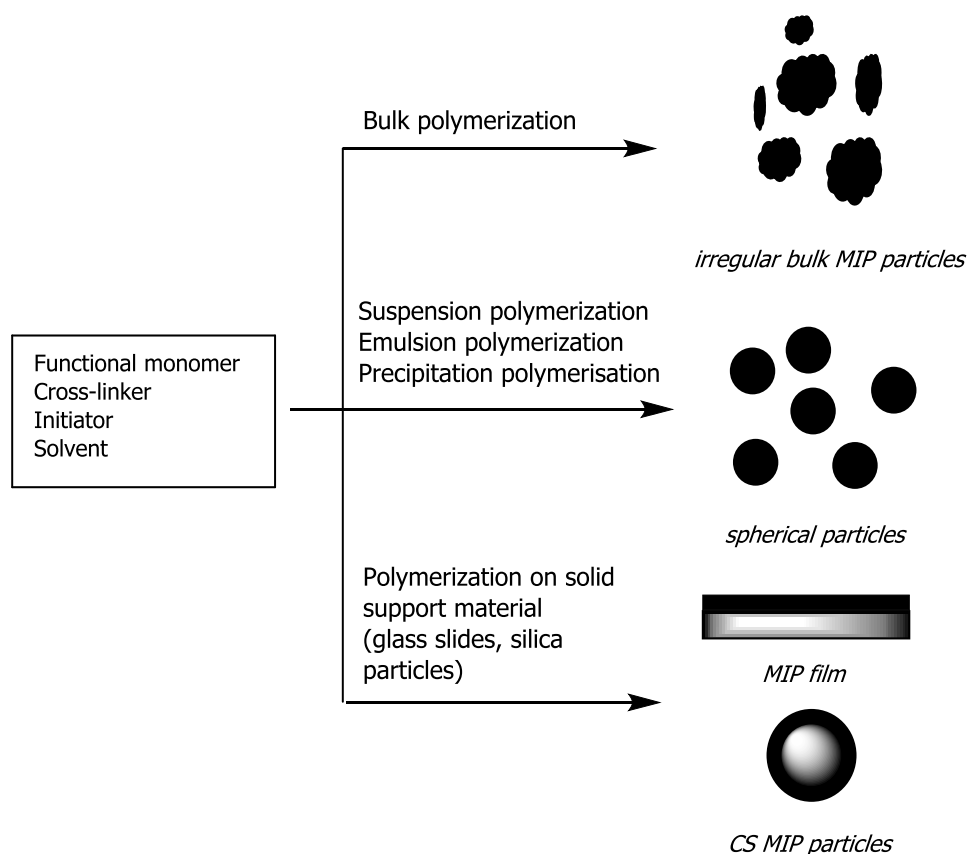 Bulk polymerization
irregular bulk MIP particles
Suspension polymerization
Emulsion polymerization
Precipitation polymerisation
Functional monomer
Cross-linker
Initiator
Solvent
spherical particles
Polymerization on solid
support material
(glass slides, silica
particles)
MIP film
CS MIP particles